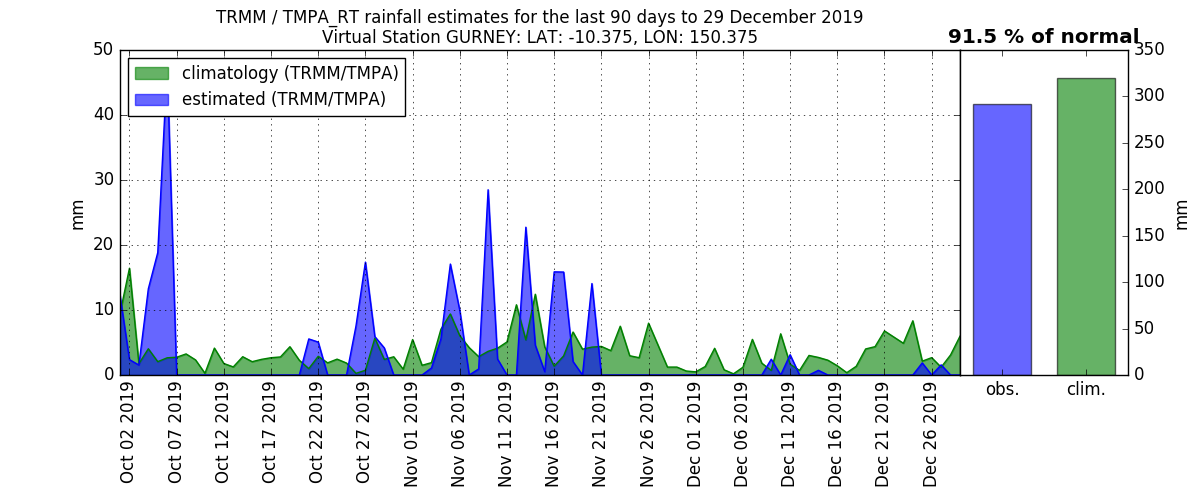 TRMM / TMPA_RT rainfall estimates for the last 90 days to 29 December 2019
Virtual Station GURNEY: LAT: -10.375, LON: 150.375
91.5 % of normal
climatology (TRMM/TMPA)
estimated (TRMM/TMPA)
50
40
30
20
10
0
mm
Oct 02 2019
Oct 07 2019
Oct 12 2019
Oct 17 2019
Oct 22 2019
Oct 27 2019
Nov 01 2019
Nov 06 2019
Nov 11 2019
Nov 16 2019
Nov 21 2019
Nov 26 2019
Dec 01 2019
Dec 06 2019
Dec 11 2019
Dec 16 2019
Dec 21 2019
Dec 26 2019
obs.
clim.
350
300
250
200
150
100
50
0
mm